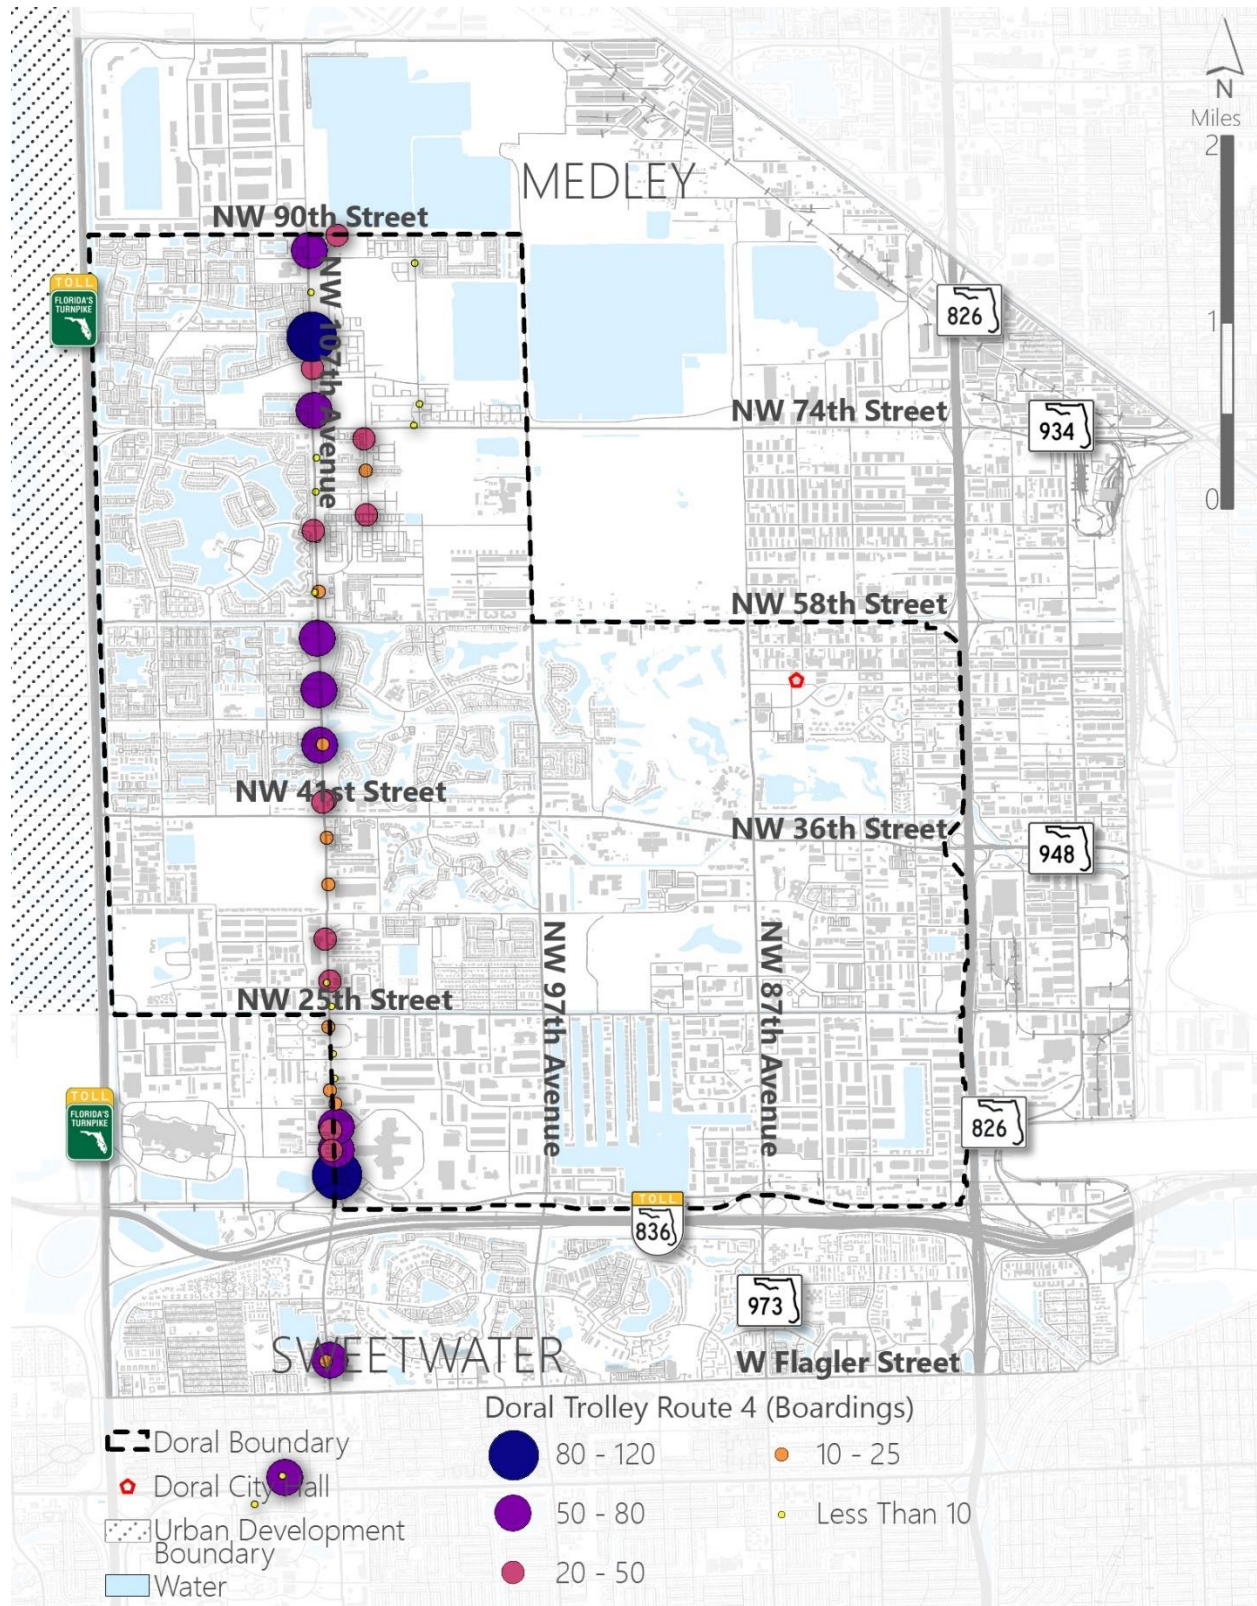 N
Miles
2
MEDLEY
NW 90th Street
TOLL
FLORIDA'S
TURNPIKE
NW 107th Avenue
826
1
NW 74th Street
934
0
NW 58th Street
NW 41st Street
NW 36th Street
948
NW 25th Street
NW 97th Avenue
NW 87th Avenue
TOLL
FLORIDA'S
TURNPIKE
826
TOLL
836
973
SWEETWATER
W Flagler Street
Doral Trolley Route 4 (Boardings)
Doral Boundary
80 - 120
10 - 25
Doral City Hall
50 - 80
Less Than 10
Urban Development
Boundary
20 - 50
Water